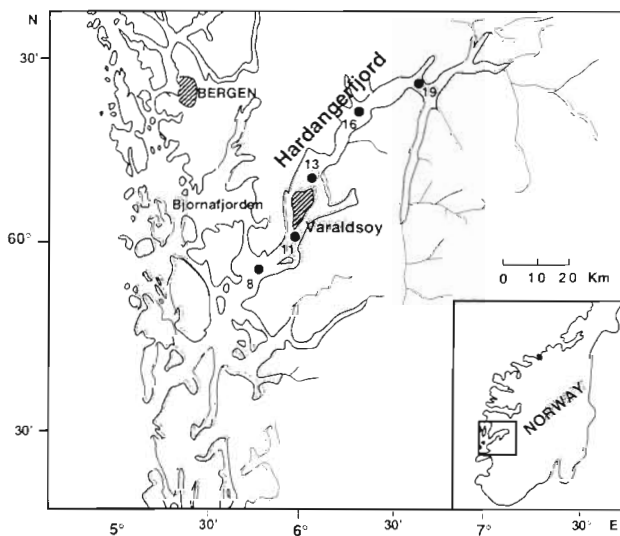 N
30'
BERGEN
Hardangerfjord
19
16
13
Bjornafjorden
60°
11
Varaldsoy
8
0 10 20 Km
NORWAY
30'
5° 30' 6° 30' 7° 30' E